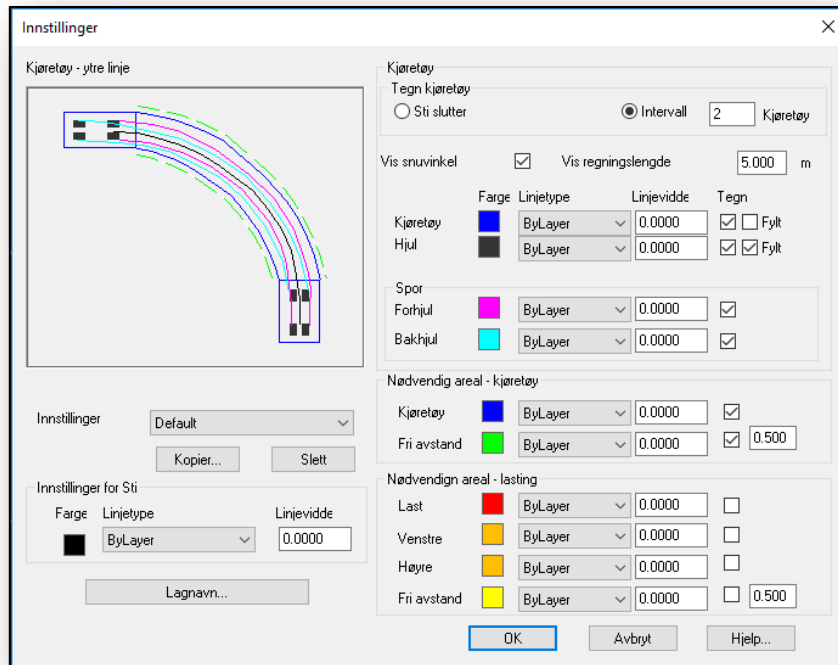 Innstillinger
Kjøretøy - ytre linje
Innstillinger
Default
Kopier...
Slett
Innstillinger for Sti
Farge Linjetype Linjevidde
ByLayer 0.0000
Lagnavn...
Kjøretøy
Tegn kjøretøy
Sti slutter Intervall 2 Kjøretøy
Vis snuvinkel Vis regningslengde 5.000 m
Farge Linjetype Linjevidde Tegn
Kjøretøy ByLayer 0.0000 Fylt
Hjul ByLayer 0.0000 Fylt
Spor
Forhjul ByLayer 0.0000
Bakhjul ByLayer 0.0000
Nødvendig areal - kjøretøy
Kjøretøy ByLayer 0.0000
Fri avstand ByLayer 0.0000 0.500
Nødvendign areal - lasting
Last ByLayer 0.0000
Venstre ByLayer 0.0000
Høyre ByLayer 0.0000
Fri avstand ByLayer 0.0000 0.500
OK Avbryt Hjelp...